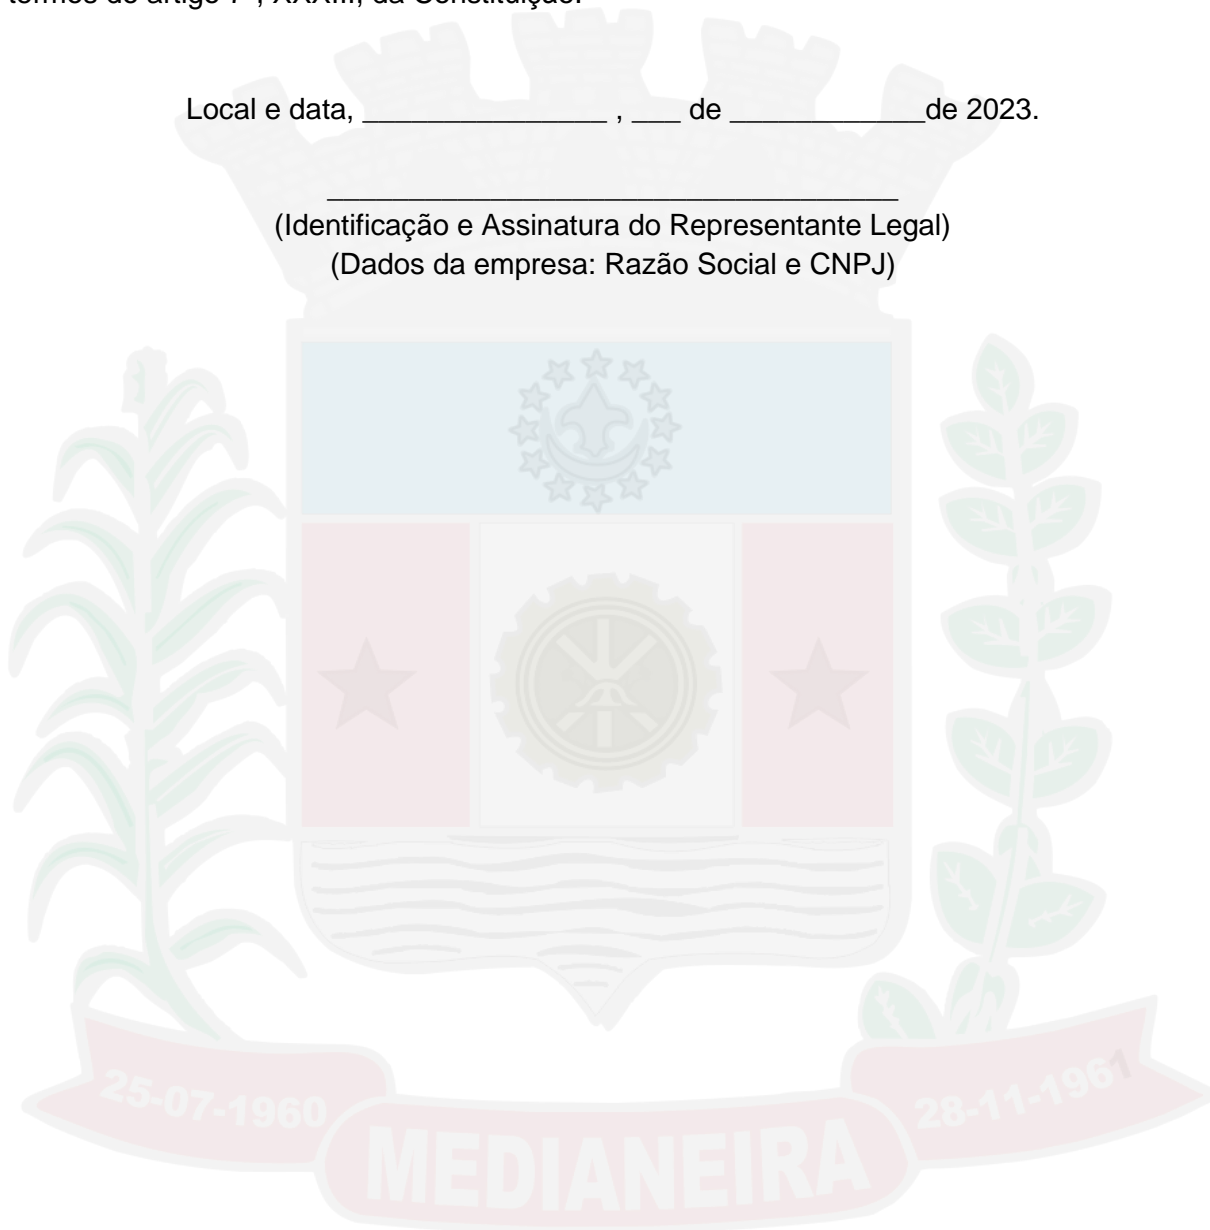 termos do artigo 7º, XXXIII, da Constituição.
Local e data, _______________ , ___ de ____________de 2023.
___________________________________
(Identificação e Assinatura do Representante Legal)
(Dados da empresa: Razão Social e CNPJ)
25-07-1960
28-11-1961
MEDIANEIRA